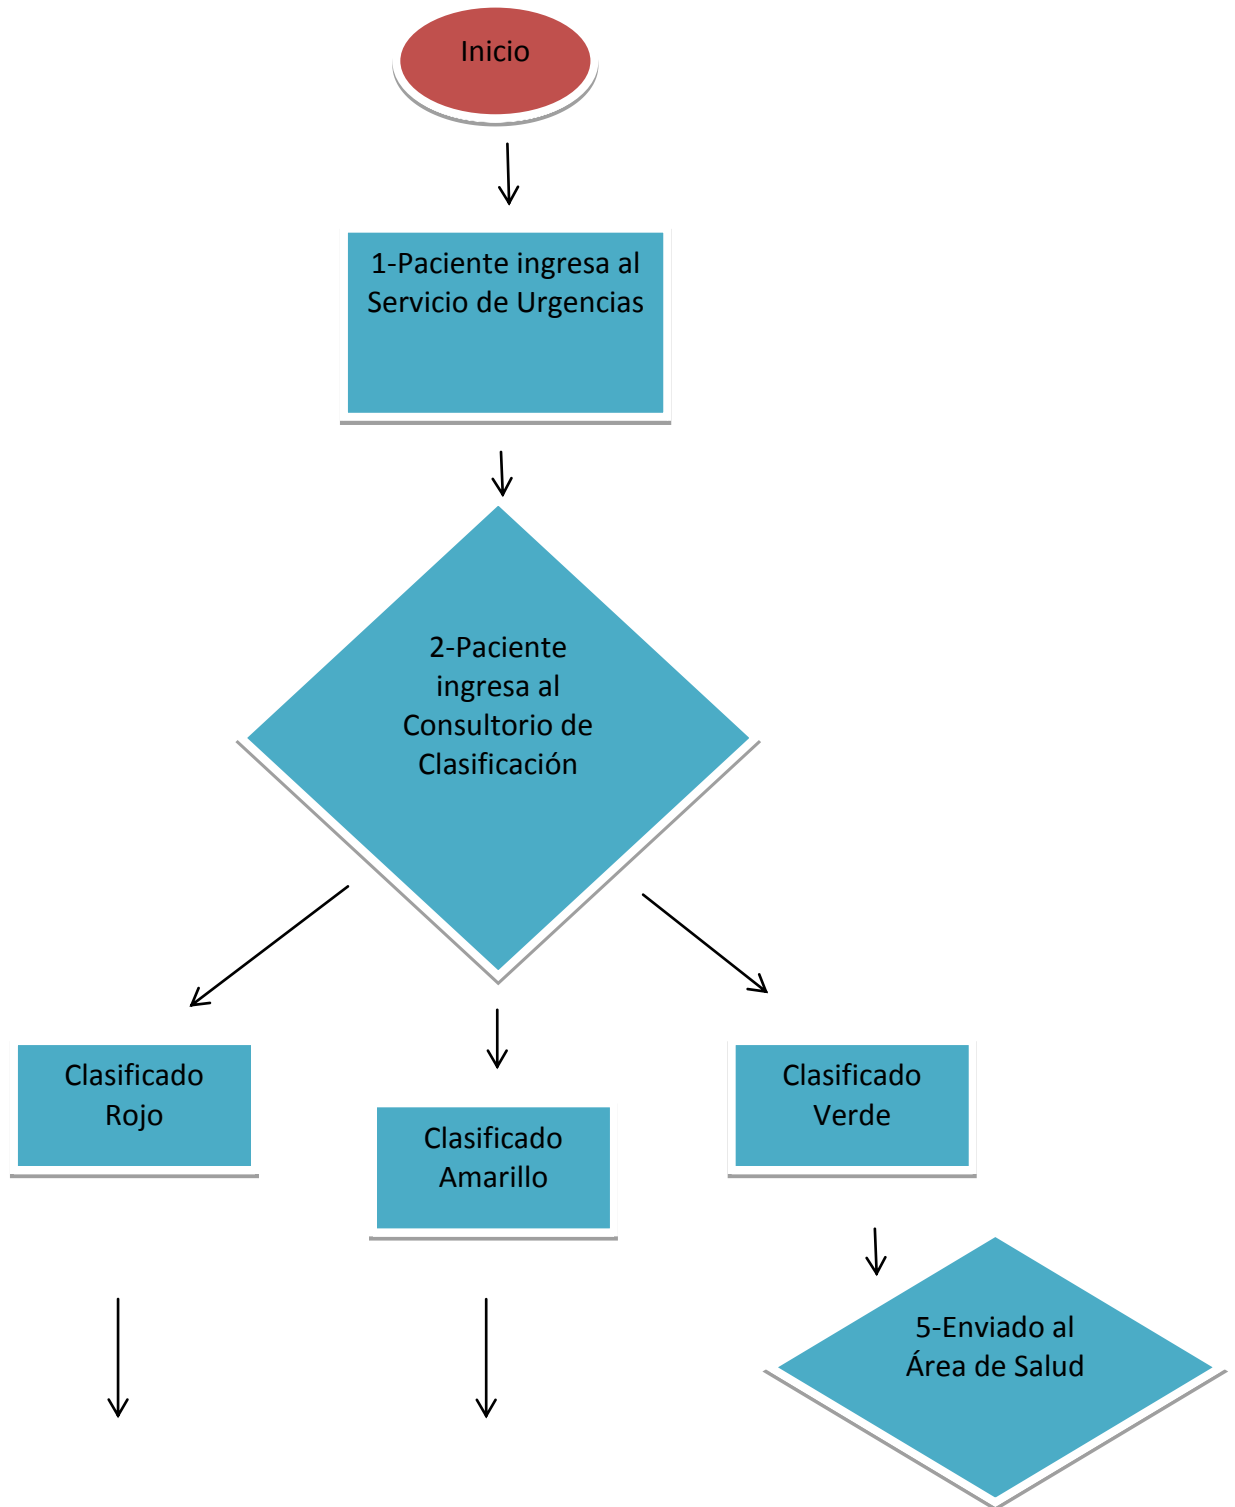 Inicio
1-Paciente ingresa al
Servicio de Urgencias
2-Paciente
ingresa al
Consultorio de
Clasificación
Clasificado
Rojo
Clasificado
Amarillo
Clasificado
Verde
5-Enviado al
Área de Salud